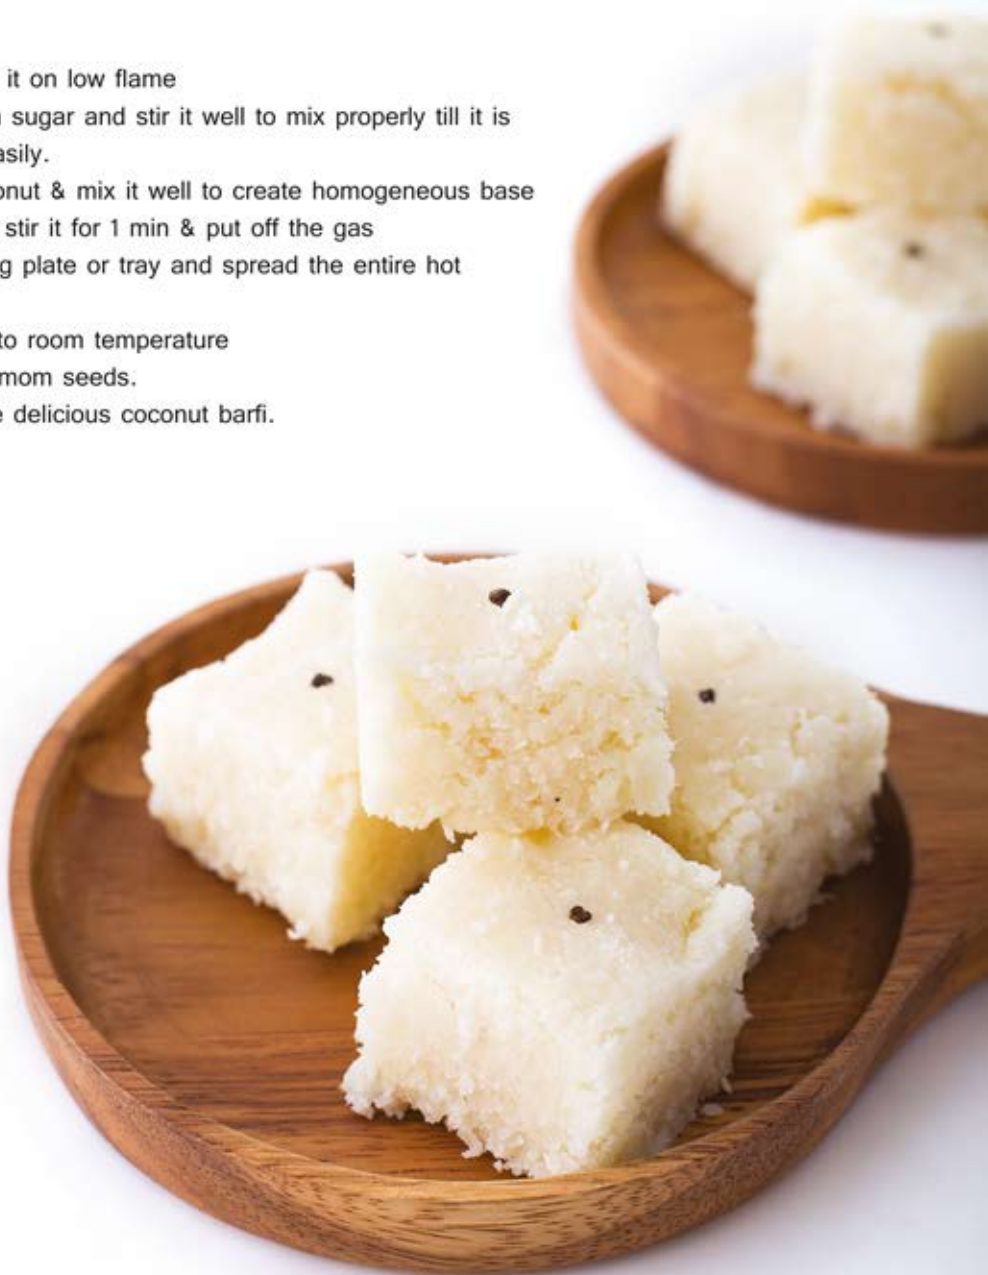 it on low flame
sugar and stir it well to mix properly till it is
asily.
onut & mix it well to create homogeneous base
stir it for 1 min & put off the gas
g plate or tray and spread the entire hot
to room temperature
mom seeds.
e delicious coconut barfi.